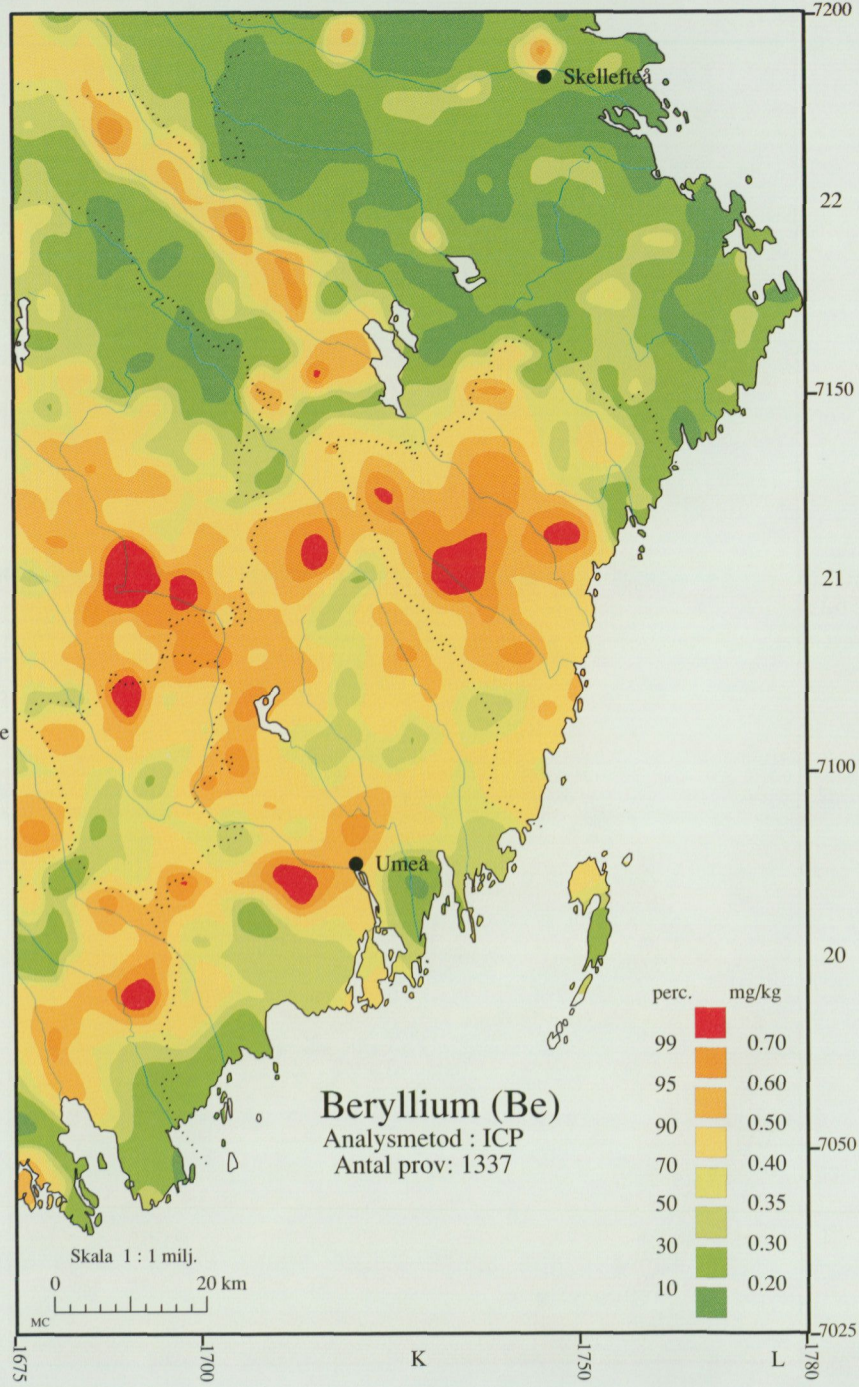 7200
Skellefteå
22
7150
21
e
7100
Umeå
20
perc. mg/kg
99 0.70
95 0.60
90 0.50
70 0.40
50 0.35
30 0.30
10 0.20
Beryllium (Be)
Analysmetod : ICP
Antal prov: 1337
7050
Skala 1 : 1 milj.
0 20 km
MC
7025
1675 1700 K 1750 L 1780